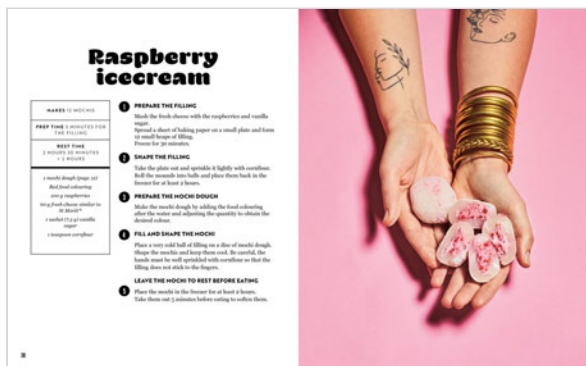 Raspberry
icecream
MAKES 12 MOCHIS
PREP TIME 5 MINUTES FOR
THE FILLING
REST TIME
2 HOURS 30 MINUTES
+ 2 HOURS
1 mochi dough (page 12)
Red food colouring
100 g raspberries
60 g fresh cheese similar to
St Morêt®
1 sachet (7.5 g) vanilla
sugar
1 teaspoon cornflour
1 PREPARE THE FILLING
Mash the fresh cheese with the raspberries and vanilla
sugar.
Spread a sheet of baking paper on a small plate and form
12 small heaps of filling.
Freeze for 30 minutes.
2 SHAPE THE FILLING
Take the plate out and sprinkle it lightly with cornflour.
Roll the mounds into balls and place them back in the
freezer for at least 2 hours.
3 PREPARE THE MOCHI DOUGH
Make the mochi dough by adding the food colouring
after the water and adjusting the quantity to obtain the
desired colour.
4 FILL AND SHAPE THE MOCHI
Place a very cold ball of filling on a disc of mochi dough.
Shape the mochis and keep them cool. Be careful, the
hands must be well sprinkled with cornflour so that the
filling does not stick to the fingers.
LEAVE THE MOCHI TO REST BEFORE EATING
5 Place the mochi in the freezer for at least 2 hours.
Take them out 5 minutes before eating to soften them.